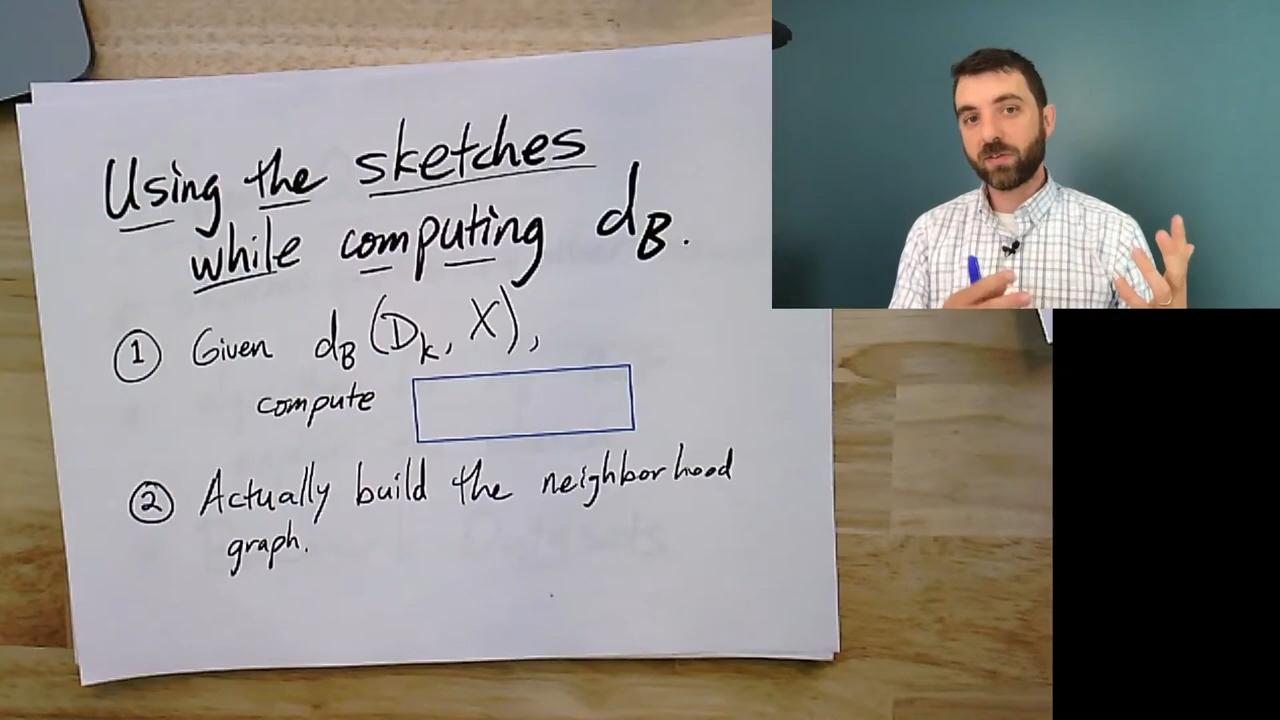 Using the sketches
while computing d_B.
① Given d_B (D_k, X),
compute
② Actually build the neighborhood
graph.